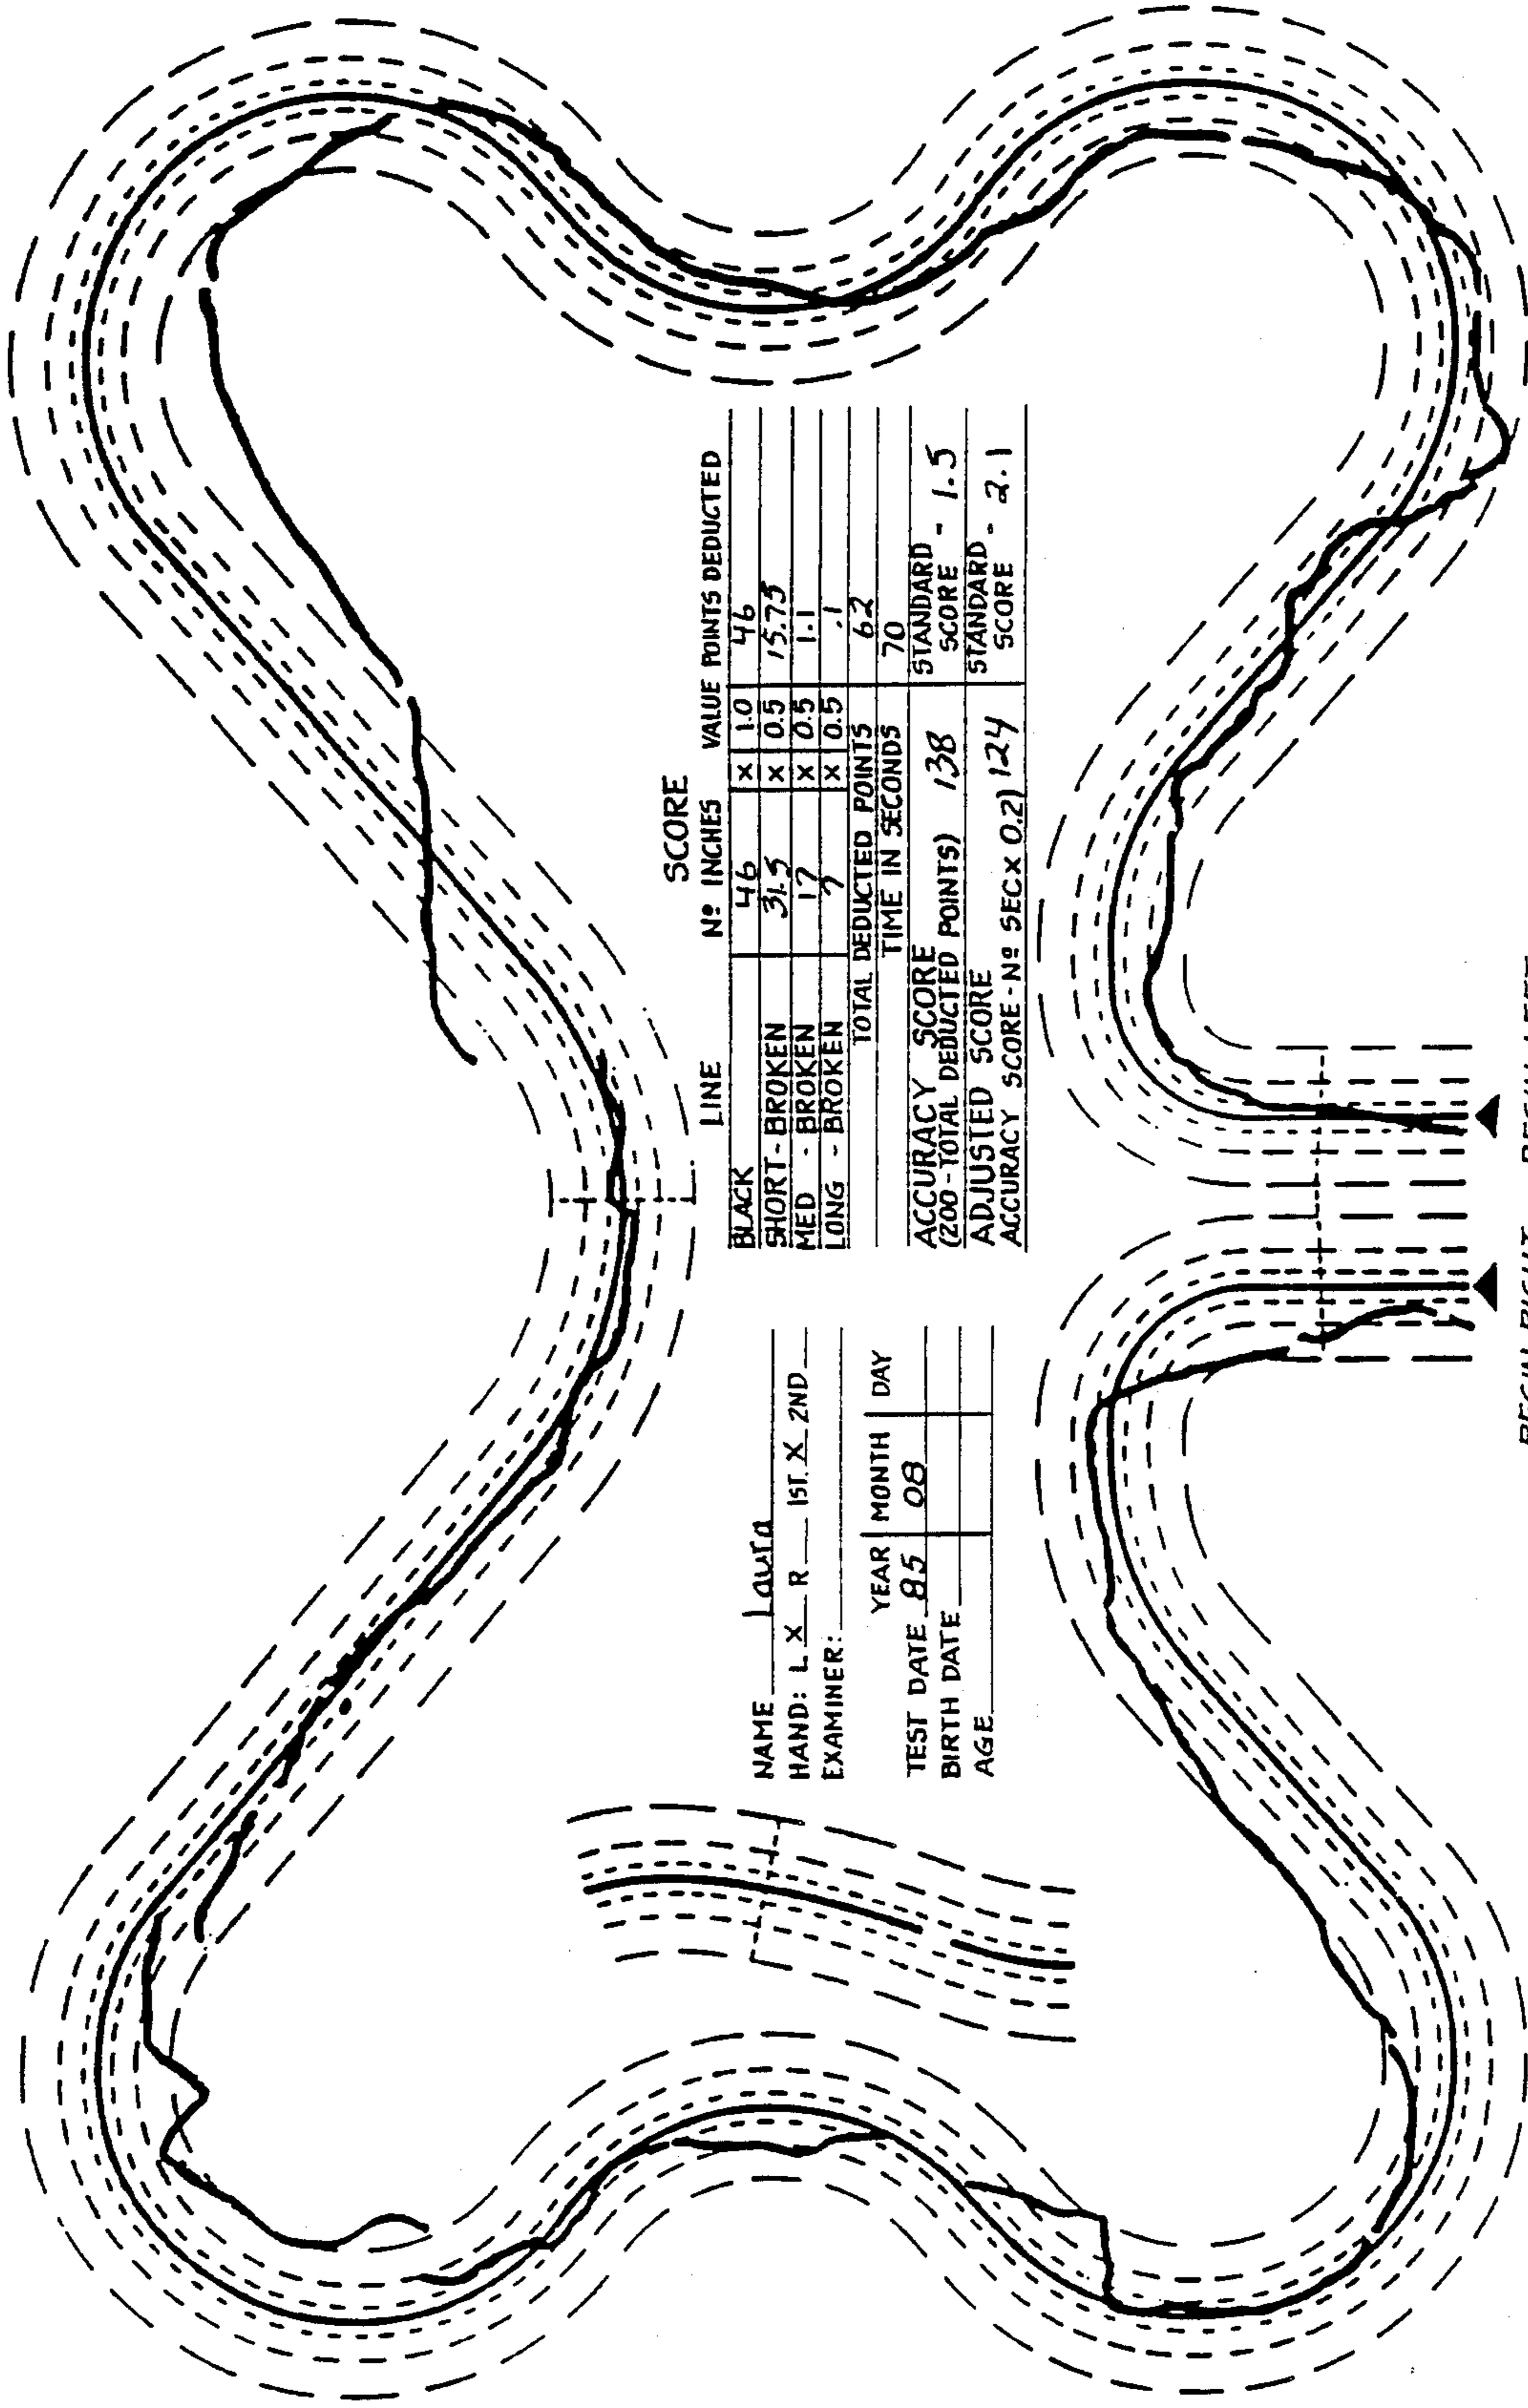 SCORE
LINE Nº INCHES VALUE POINTS DEDUCTED
BLACK 46 X 1.0 46
SHORT-BROKEN 31.5 X 0.5 15.75
MED - BROKEN 17 X 0.5 1.1
LONG - BROKEN 7 X 0.5 .1
TOTAL DEDUCTED POINTS 62
TIME IN SECONDS 70
ACCURACY SCORE
(200-TOTAL DEDUCTED POINTS) 138 STANDARD SCORE - 1.5
ADJUSTED SCORE
ACCURACY SCORE-Nº SEC X 0.2) 124 STANDARD SCORE - 2.1
NAME Laura
HAND: L X R 1ST. X 2ND
EXAMINER:
YEAR MONTH DAY
TEST DATE 85 08
BIRTH DATE
AGE